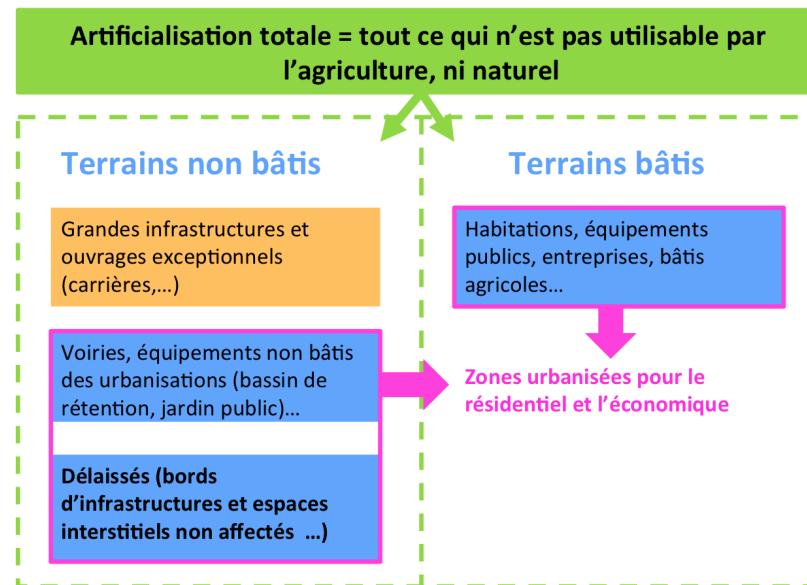 Artificialisation totale = tout ce qui n’est pas utilisable par
l’agriculture, ni naturel
Terrains non bâtis
Grandes infrastructures et
ouvrages exceptionnels
(carrières,…)
Voiries, équipements non bâtis
des urbanisations (bassin de
rétention, jardin public)…
Délaissés (bords
d’infrastructures et espaces
interstitiels non affectés …)
Terrains bâtis
Habitations, équipements
publics, entreprises, bâtis
agricoles…
Zones urbanisées pour le
résidentiel et l’économique